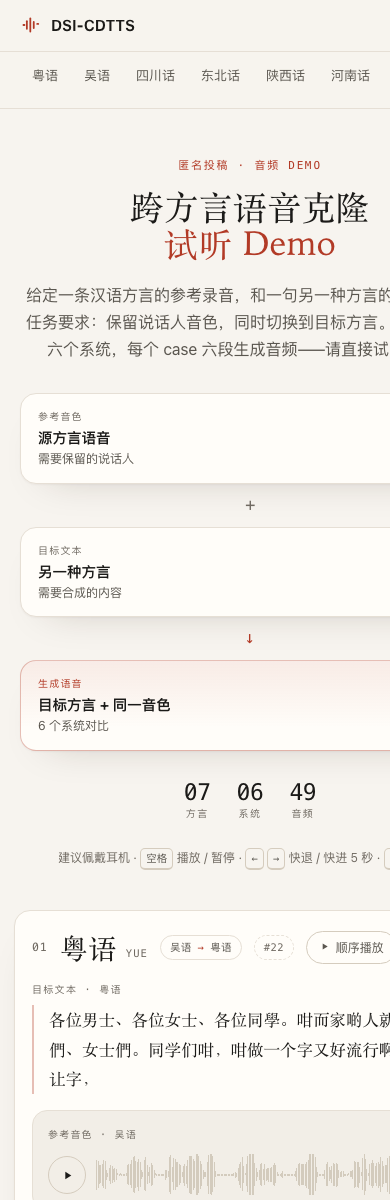 DSI-CDTTS
粤语 吴语 四川话 东北话 陕西话 河南话
匿名投稿 · 音频 DEMO
跨方言语音克隆
试听 Demo
给定一条汉语方言的参考录音，和一句另一种方言的
任务要求：保留说话人音色，同时切换到目标方言。
六个系统，每个 case 六段生成音频——请直接试
参考音色
源方言语音
需要保留的说话人
+
目标文本
另一种方言
需要合成的内容
↓
生成语音
目标方言 + 同一音色
6 个系统对比
07 06 49
方言 系统 音频
建议佩戴耳机 · 空格 播放 / 暂停 · ← → 快退 / 快进 5 秒 ·
01 粤语 YUE 吴语 → 粤语 #22 顺序播放
目标文本 · 粤语
各位男士、各位女士、各位同學。咁而家啲人就
們、女士們。同学们咁，咁做一个字又好流行啊
让字，
参考音色 · 吴语